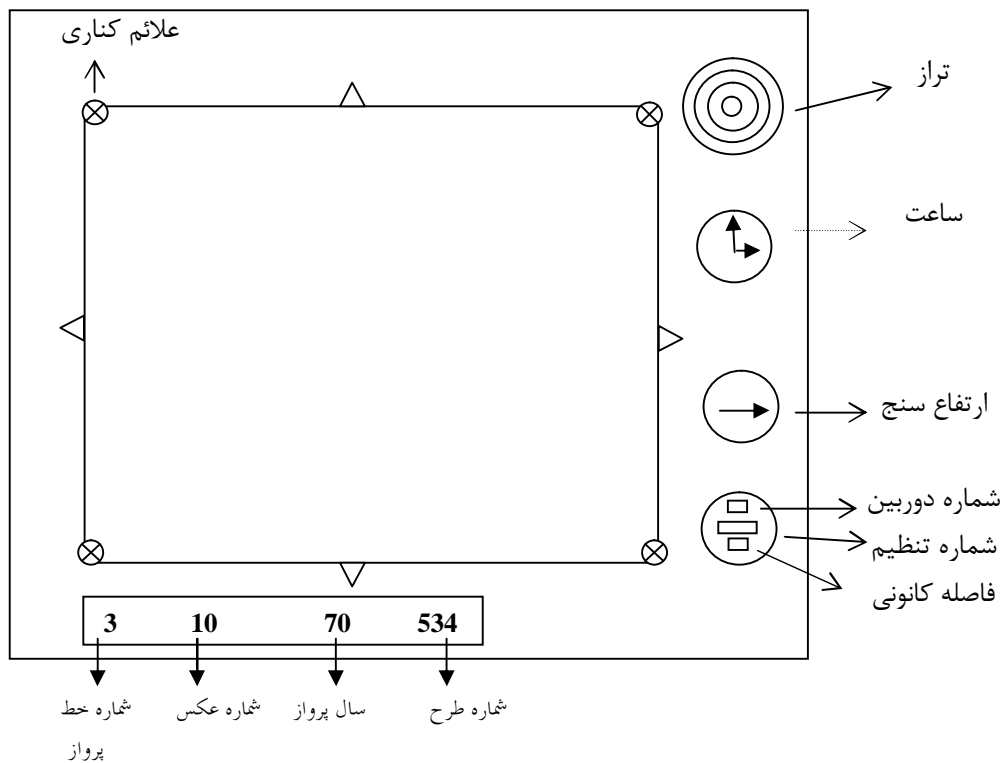 علائم کناری
تراز
ساعت
ارتفاع سنج
شماره دوربین
شماره تنظیم
فاصله کانونی
3 10 70 534
شماره خط پرواز
شماره عکس
سال پرواز
شماره طرح